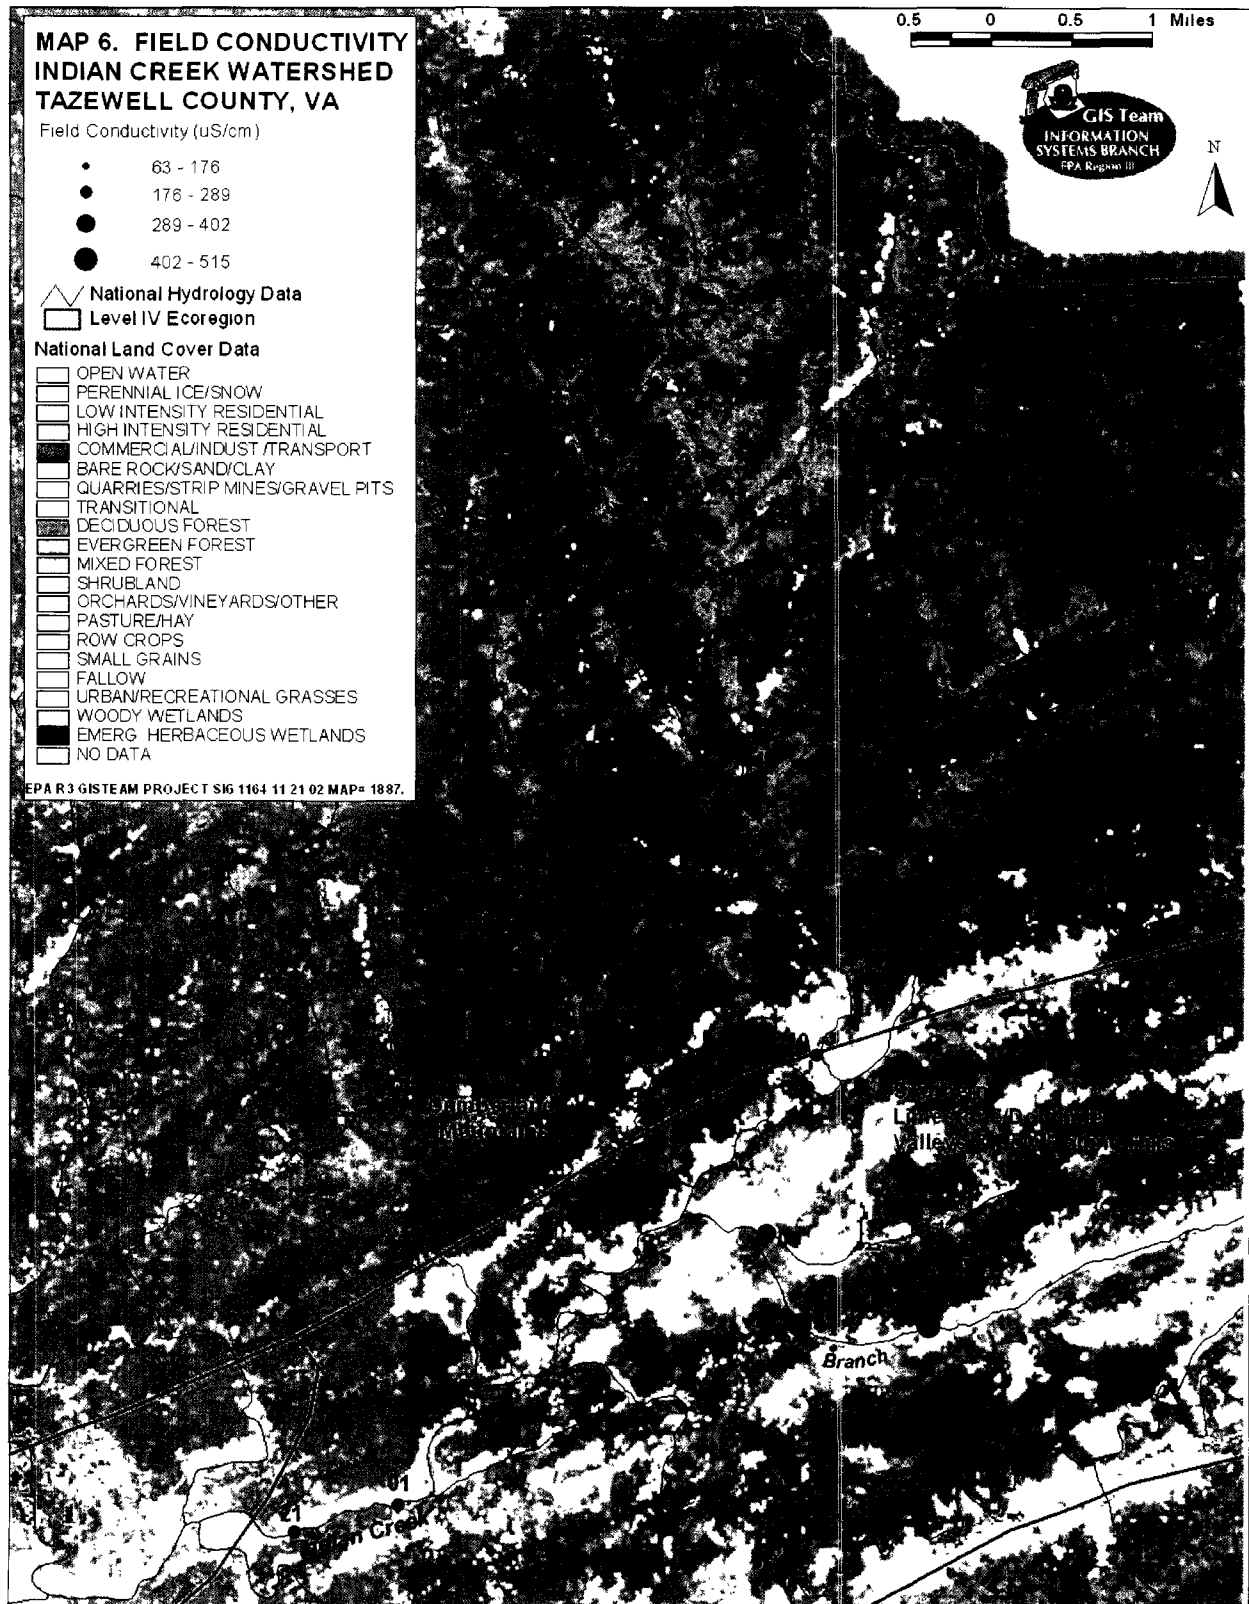 MAP 6. FIELD CONDUCTIVITY
INDIAN CREEK WATERSHED
TAZEWELL COUNTY, VA
Field Conductivity (uS/cm)
63 - 176
176 - 289
289 - 402
402 - 515
National Hydrology Data
Level IV Ecoregion
National Land Cover Data
OPEN WATER
PERENNIAL ICE/SNOW
LOW INTENSITY RESIDENTIAL
HIGH INTENSITY RESIDENTIAL
COMMERCIAL/INDUST /TRANSPORT
BARE ROCK/SAND/CLAY
QUARRIES/STRIP MINES/GRAVEL PITS
TRANSITIONAL
DECIDUOUS FOREST
EVERGREEN FOREST
MIXED FOREST
SHRUBLAND
ORCHARDS/VINEYARDS/OTHER
PASTURE/HAY
ROW CROPS
SMALL GRAINS
FALLOW
URBAN/RECREATIONAL GRASSES
WOODY WETLANDS
EMERG HERBACEOUS WETLANDS
NO DATA
EPA R3 GISTEAM PROJECT SIG 1164 11 21 02 MAP# 1887.
0.5 0 0.5 1 Miles
GIS Team
INFORMATION
SYSTEMS BRANCH
EPA Region III
N
Cumberland
Mountains
Branch
01
21
Creek